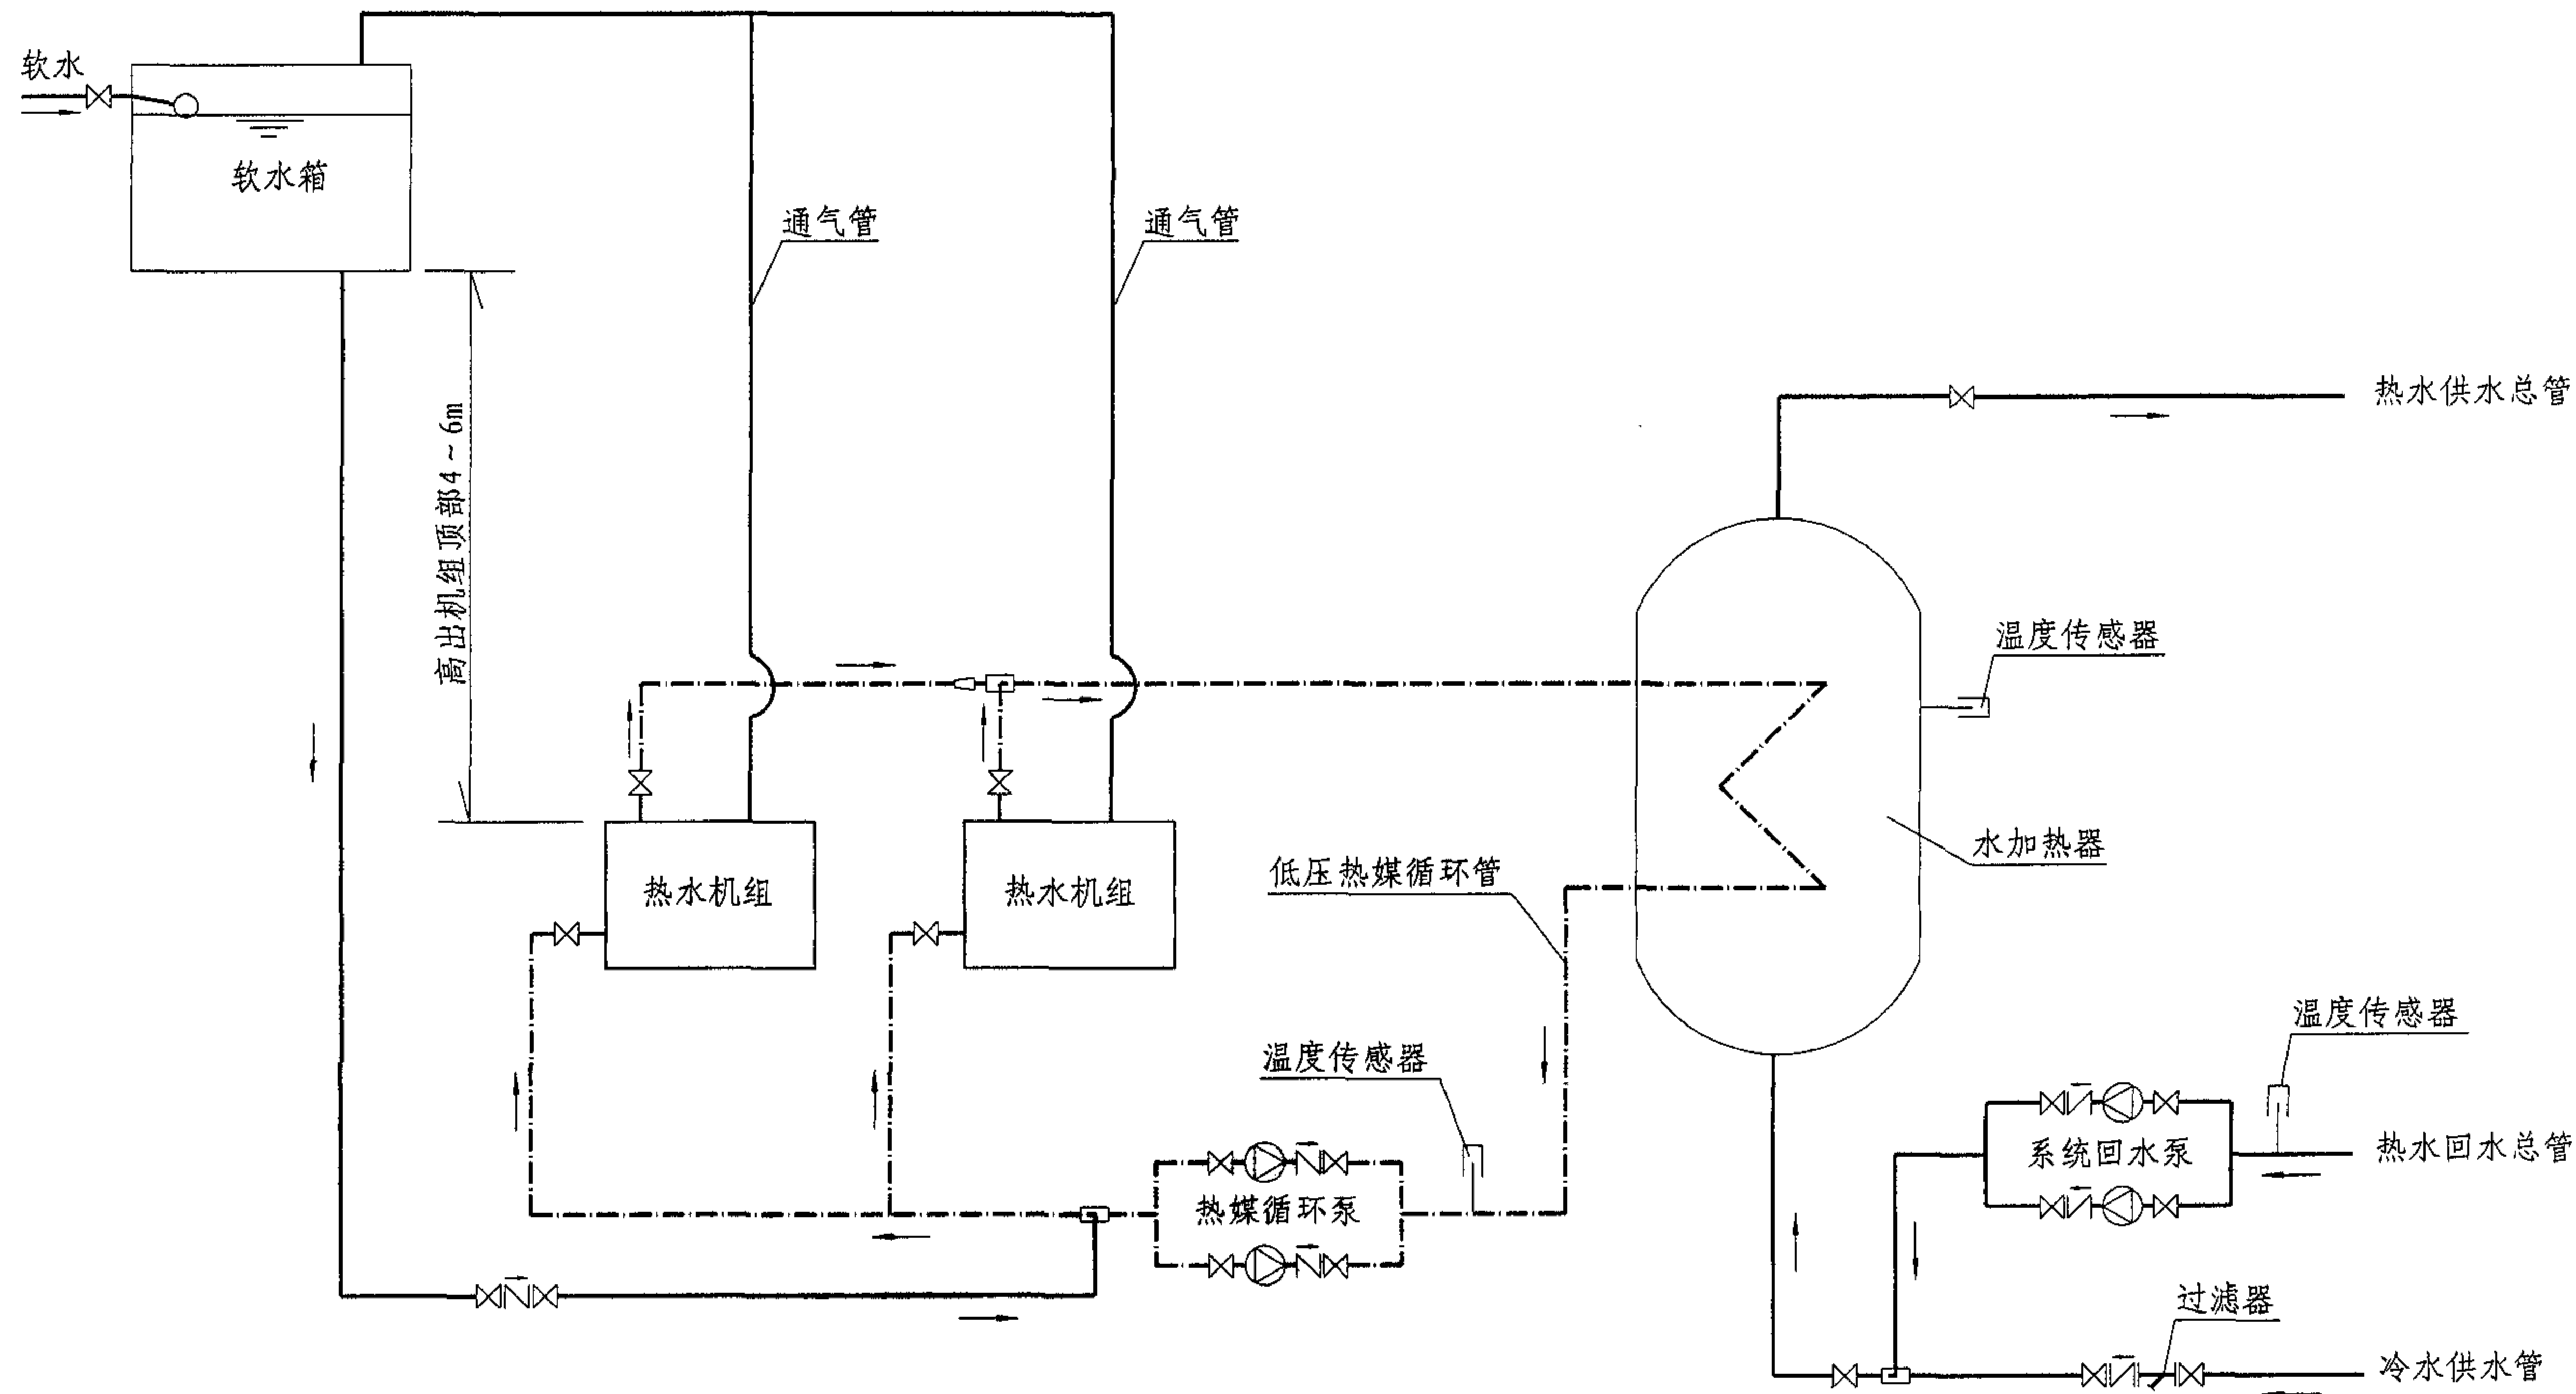 软水
软水箱
通气管
通气管
热水供水总管
高出机组顶部4~6m
温度传感器
水加热器
低压热媒循环管
热水机组
热水机组
温度传感器
温度传感器
系统回水泵
热水回水总管
热媒循环泵
过滤器
冷水供水管